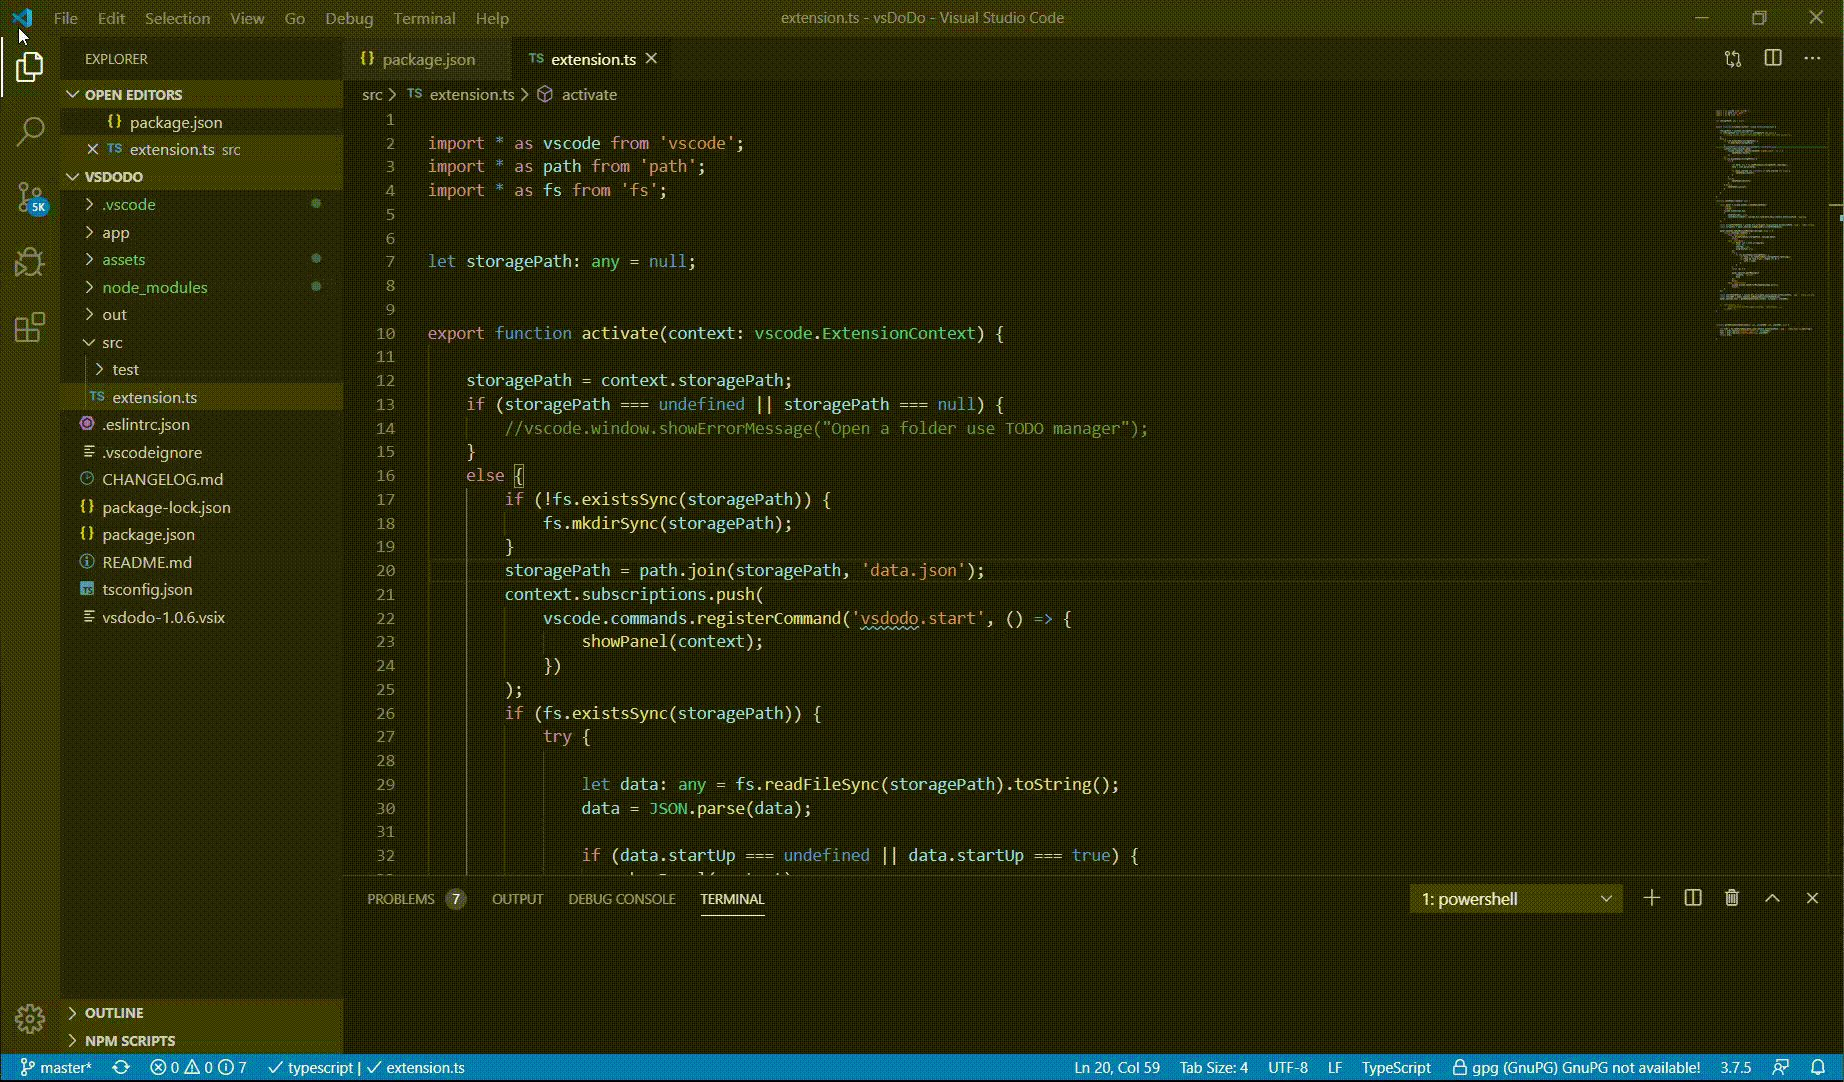 File Edit Selection View Go Debug Terminal Help
extension.ts - vsDoDo - Visual Studio Code
EXPLORER
OPEN EDITORS
{} package.json
TS extension.ts src
VSDODO
.vscode
app
assets
node_modules
out
src
test
TS extension.ts
.eslintrc.json
.vscodeignore
CHANGELOG.md
{} package-lock.json
{} package.json
README.md
tsconfig.json
vsdodo-1.0.6.vsix
OUTLINE
NPM SCRIPTS
5K
{} package.json
TS extension.ts
src > TS extension.ts > activate
1
2 import * as vscode from 'vscode';
3 import * as path from 'path';
4 import * as fs from 'fs';
5
6
7 let storagePath: any = null;
8
9
10 export function activate(context: vscode.ExtensionContext) {
11
12 storagePath = context.storagePath;
13 if (storagePath === undefined || storagePath === null) {
14 //vscode.window.showErrorMessage("Open a folder use TODO manager");
15 }
16 else {
17 if (!fs.existsSync(storagePath)) {
18 fs.mkdirSync(storagePath);
19 }
20 storagePath = path.join(storagePath, 'data.json');
21 context.subscriptions.push(
22 vscode.commands.registerCommand('vsdodo.start', () => {
23 showPanel(context);
24 })
25 );
26 if (fs.existsSync(storagePath)) {
27 try {
28
29 let data: any = fs.readFileSync(storagePath).toString();
30 data = JSON.parse(data);
31
32 if (data.startUp === undefined || data.startUp === true) {
PROBLEMS 7 OUTPUT DEBUG CONSOLE TERMINAL
1: powershell
master* 0 0 7 typescript | extension.ts
Ln 20, Col 59 Tab Size: 4 UTF-8 LF TypeScript gpg (GnuPG) GnuPG not available! 3.7.5